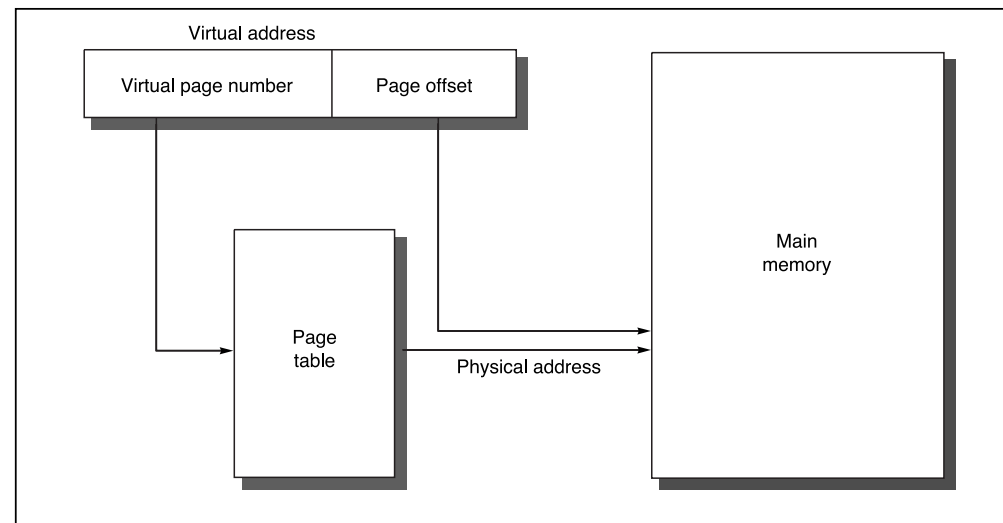 Virtual address
Virtual page number
Page offset
Main
memory
Page
table
Physical address